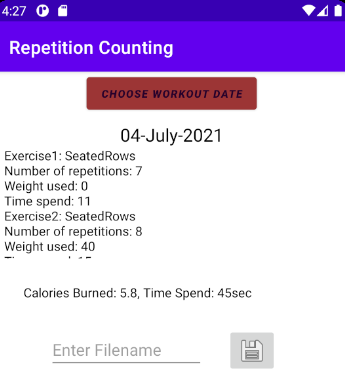 4:27
Repetition Counting
CHOOSE WORKOUT DATE
04-July-2021
Exercise1: SeatedRows
Number of repetitions: 7
Weight used: 0
Time spend: 11
Exercise2: SeatedRows
Number of repetitions: 8
Weight used: 40
Calories Burned: 5.8, Time Spend: 45sec
Enter Filename